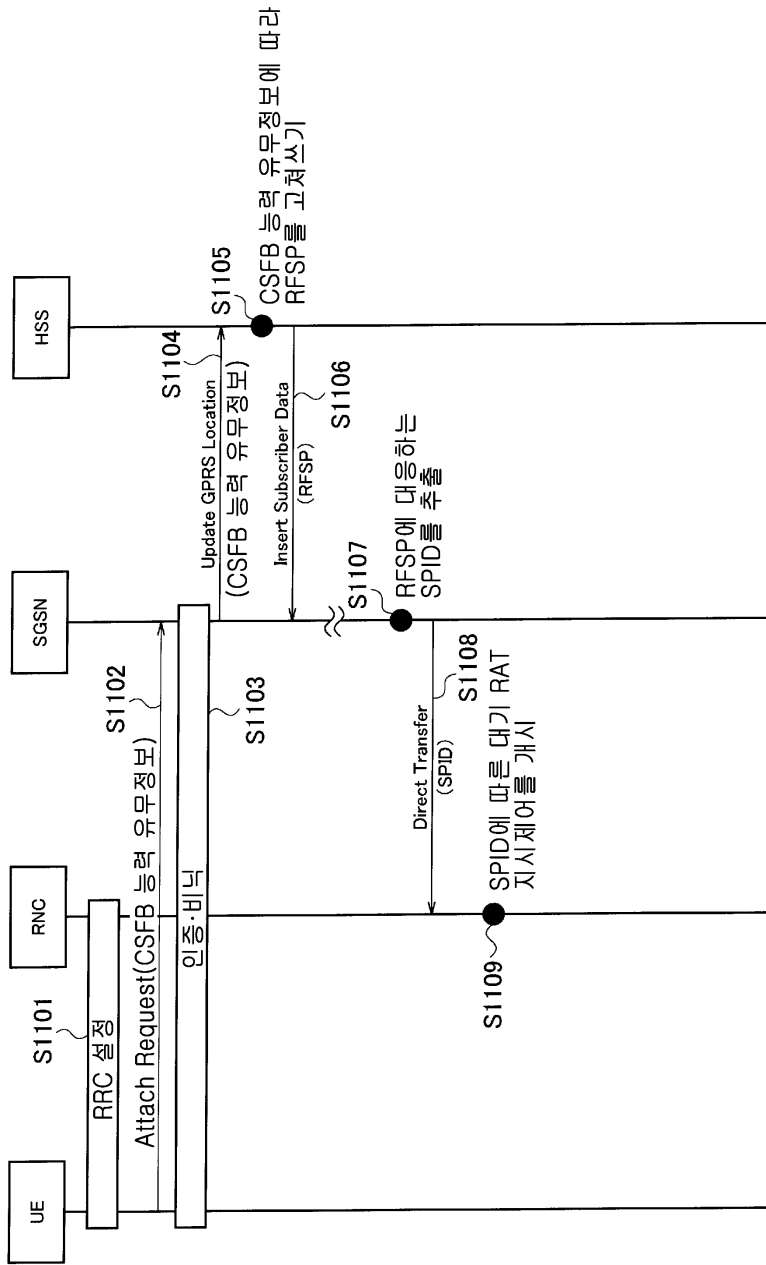 UE
RNC
SGSN
HSS
S1101
RRC 설정
S1102
Attach Request(CSFB 능력 유무정보)
인증·비닉
S1103
S1104
Update GPRS Location
(CSFB 능력 유무정보)
S1105
CSFB 능력 유무정보에 따라
RFSP를 고쳐쓰기
Insert Subscriber Data
(RFSP)
S1106
S1107
RFSP에 대응하는
SPID를 추출
Direct Transfer
(SPID)
S1108
S1109
SPID에 따른 대기 RAT
지시제어를 개시